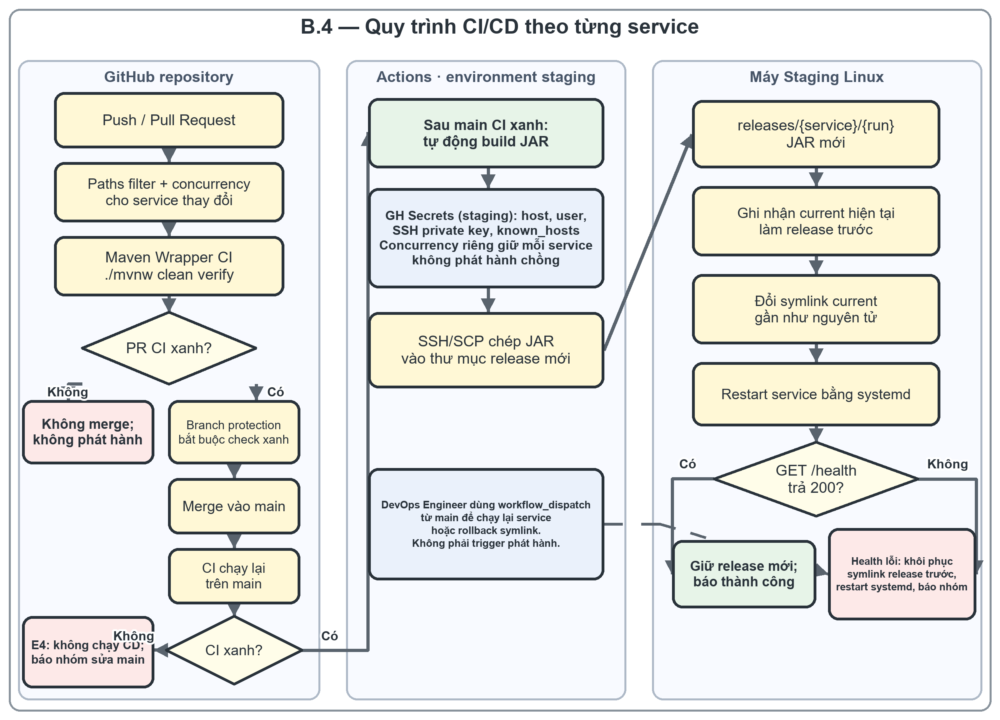 B.4 — Quy trình CI/CD theo từng service
GitHub repository
Push / Pull Request
Paths filter + concurrency
cho service thay đổi
Maven Wrapper CI
./mvnw clean verify
PR CI xanh?
Không
Có
Không merge;
không phát hành
Branch protection
bắt buộc check xanh
Merge vào main
CI chạy lại
trên main
CI xanh?
Không
Có
E4: không chạy CD;
báo nhóm sửa main
Actions · environment staging
Sau main CI xanh:
tự động build JAR
GH Secrets (staging): host, user,
SSH private key, known_hosts
Concurrency riêng giữ mỗi service
không phát hành chồng
SSH/SCP chép JAR
vào thư mục release mới
DevOps Engineer dùng workflow_dispatch
từ main để chạy lại service
hoặc rollback symlink.
Không phải trigger phát hành.
Máy Staging Linux
releases/{service}/{run}
JAR mới
Ghi nhận current hiện tại
làm release trước
Đổi symlink current
gần như nguyên tử
Restart service bằng systemd
GET /health
trả 200?
Có
Không
Giữ release mới;
báo thành công
Health lỗi: khôi phục
symlink release trước,
restart systemd, báo nhóm